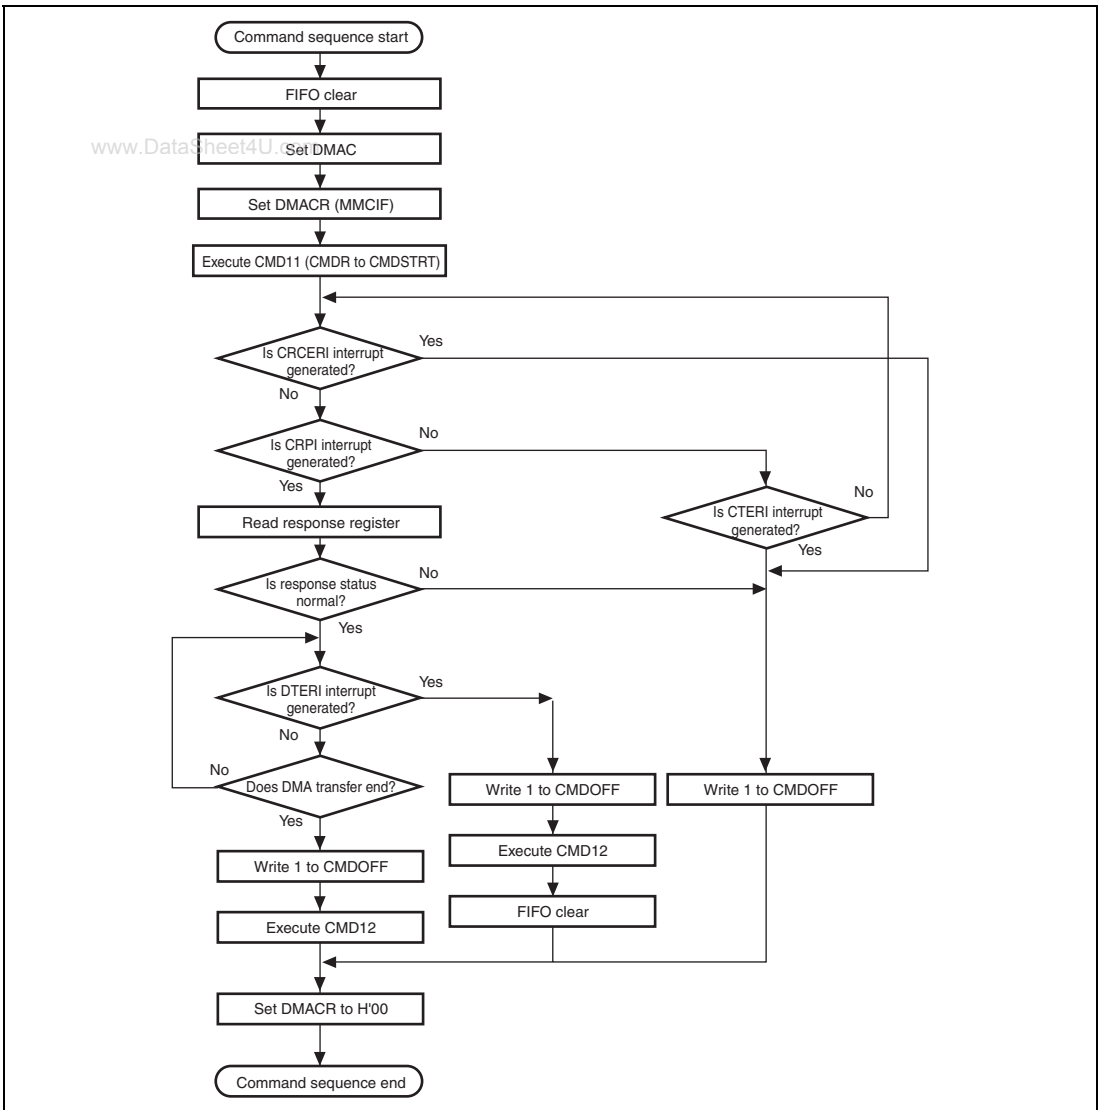 Command sequence start
FIFO clear
www.DataSheet4U.com
Set DMAC
Set DMACR (MMCIF)
Execute CMD11 (CMDR to CMDSTRT)
Is CRCERI interrupt
generated?
Yes
No
Is CRPI interrupt
generated?
No
Yes
Is CTERI interrupt
generated?
No
Yes
Read response register
Is response status
normal?
No
Yes
Is DTERI interrupt
generated?
Yes
No
Does DMA transfer end?
No
Yes
Write 1 to CMDOFF
Write 1 to CMDOFF
Execute CMD12
FIFO clear
Write 1 to CMDOFF
Execute CMD12
Set DMACR to H'00
Command sequence end